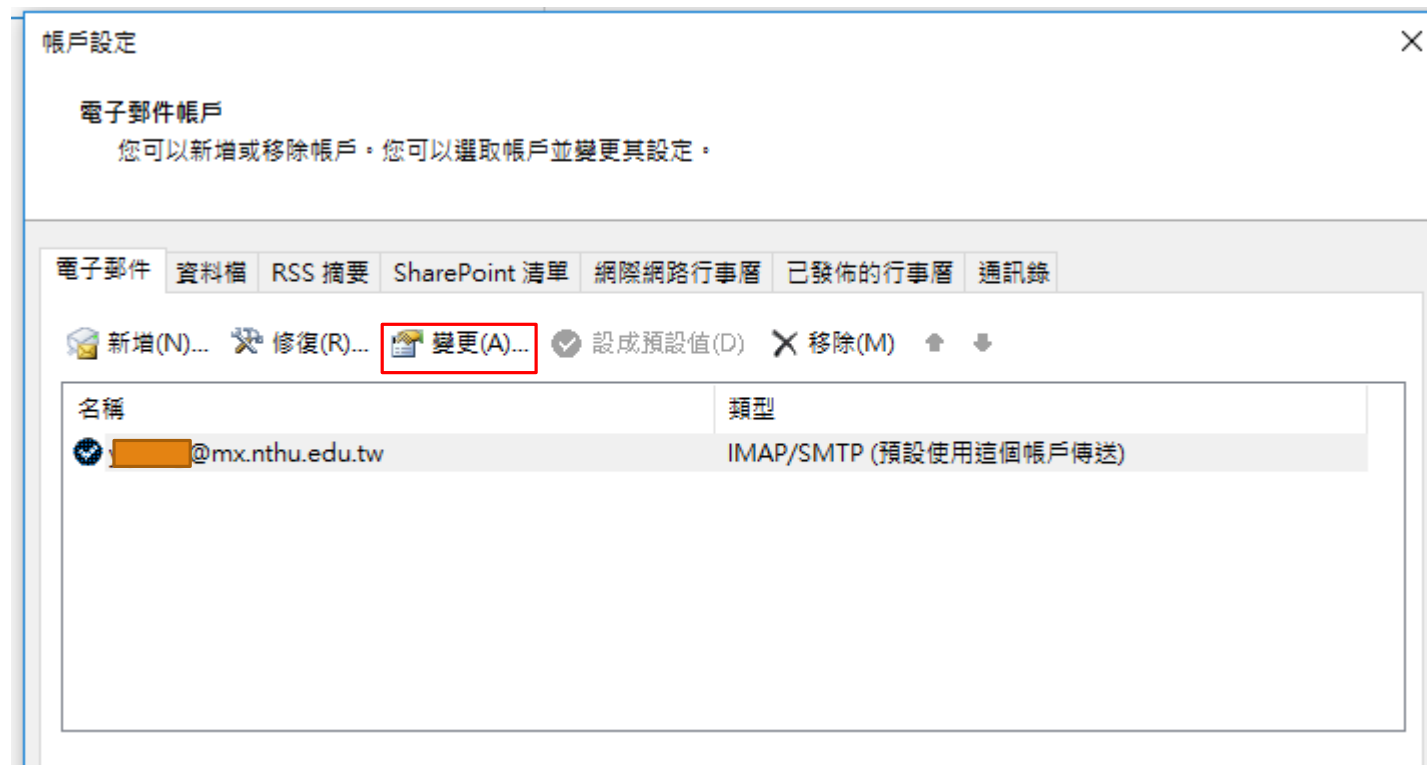 帳戶設定
電子郵件帳戶
您可以新增或移除帳戶。您可以選取帳戶並變更其設定。
電子郵件 資料檔 RSS 摘要 SharePoint 清單 網際網路行事曆 已發佈的行事曆 通訊錄
新增(N)... 修復(R)... 變更(A)... 設成預設值(D) 移除(M)
名稱 類型
@mx.nthu.edu.tw IMAP/SMTP (預設使用這個帳戶傳送)